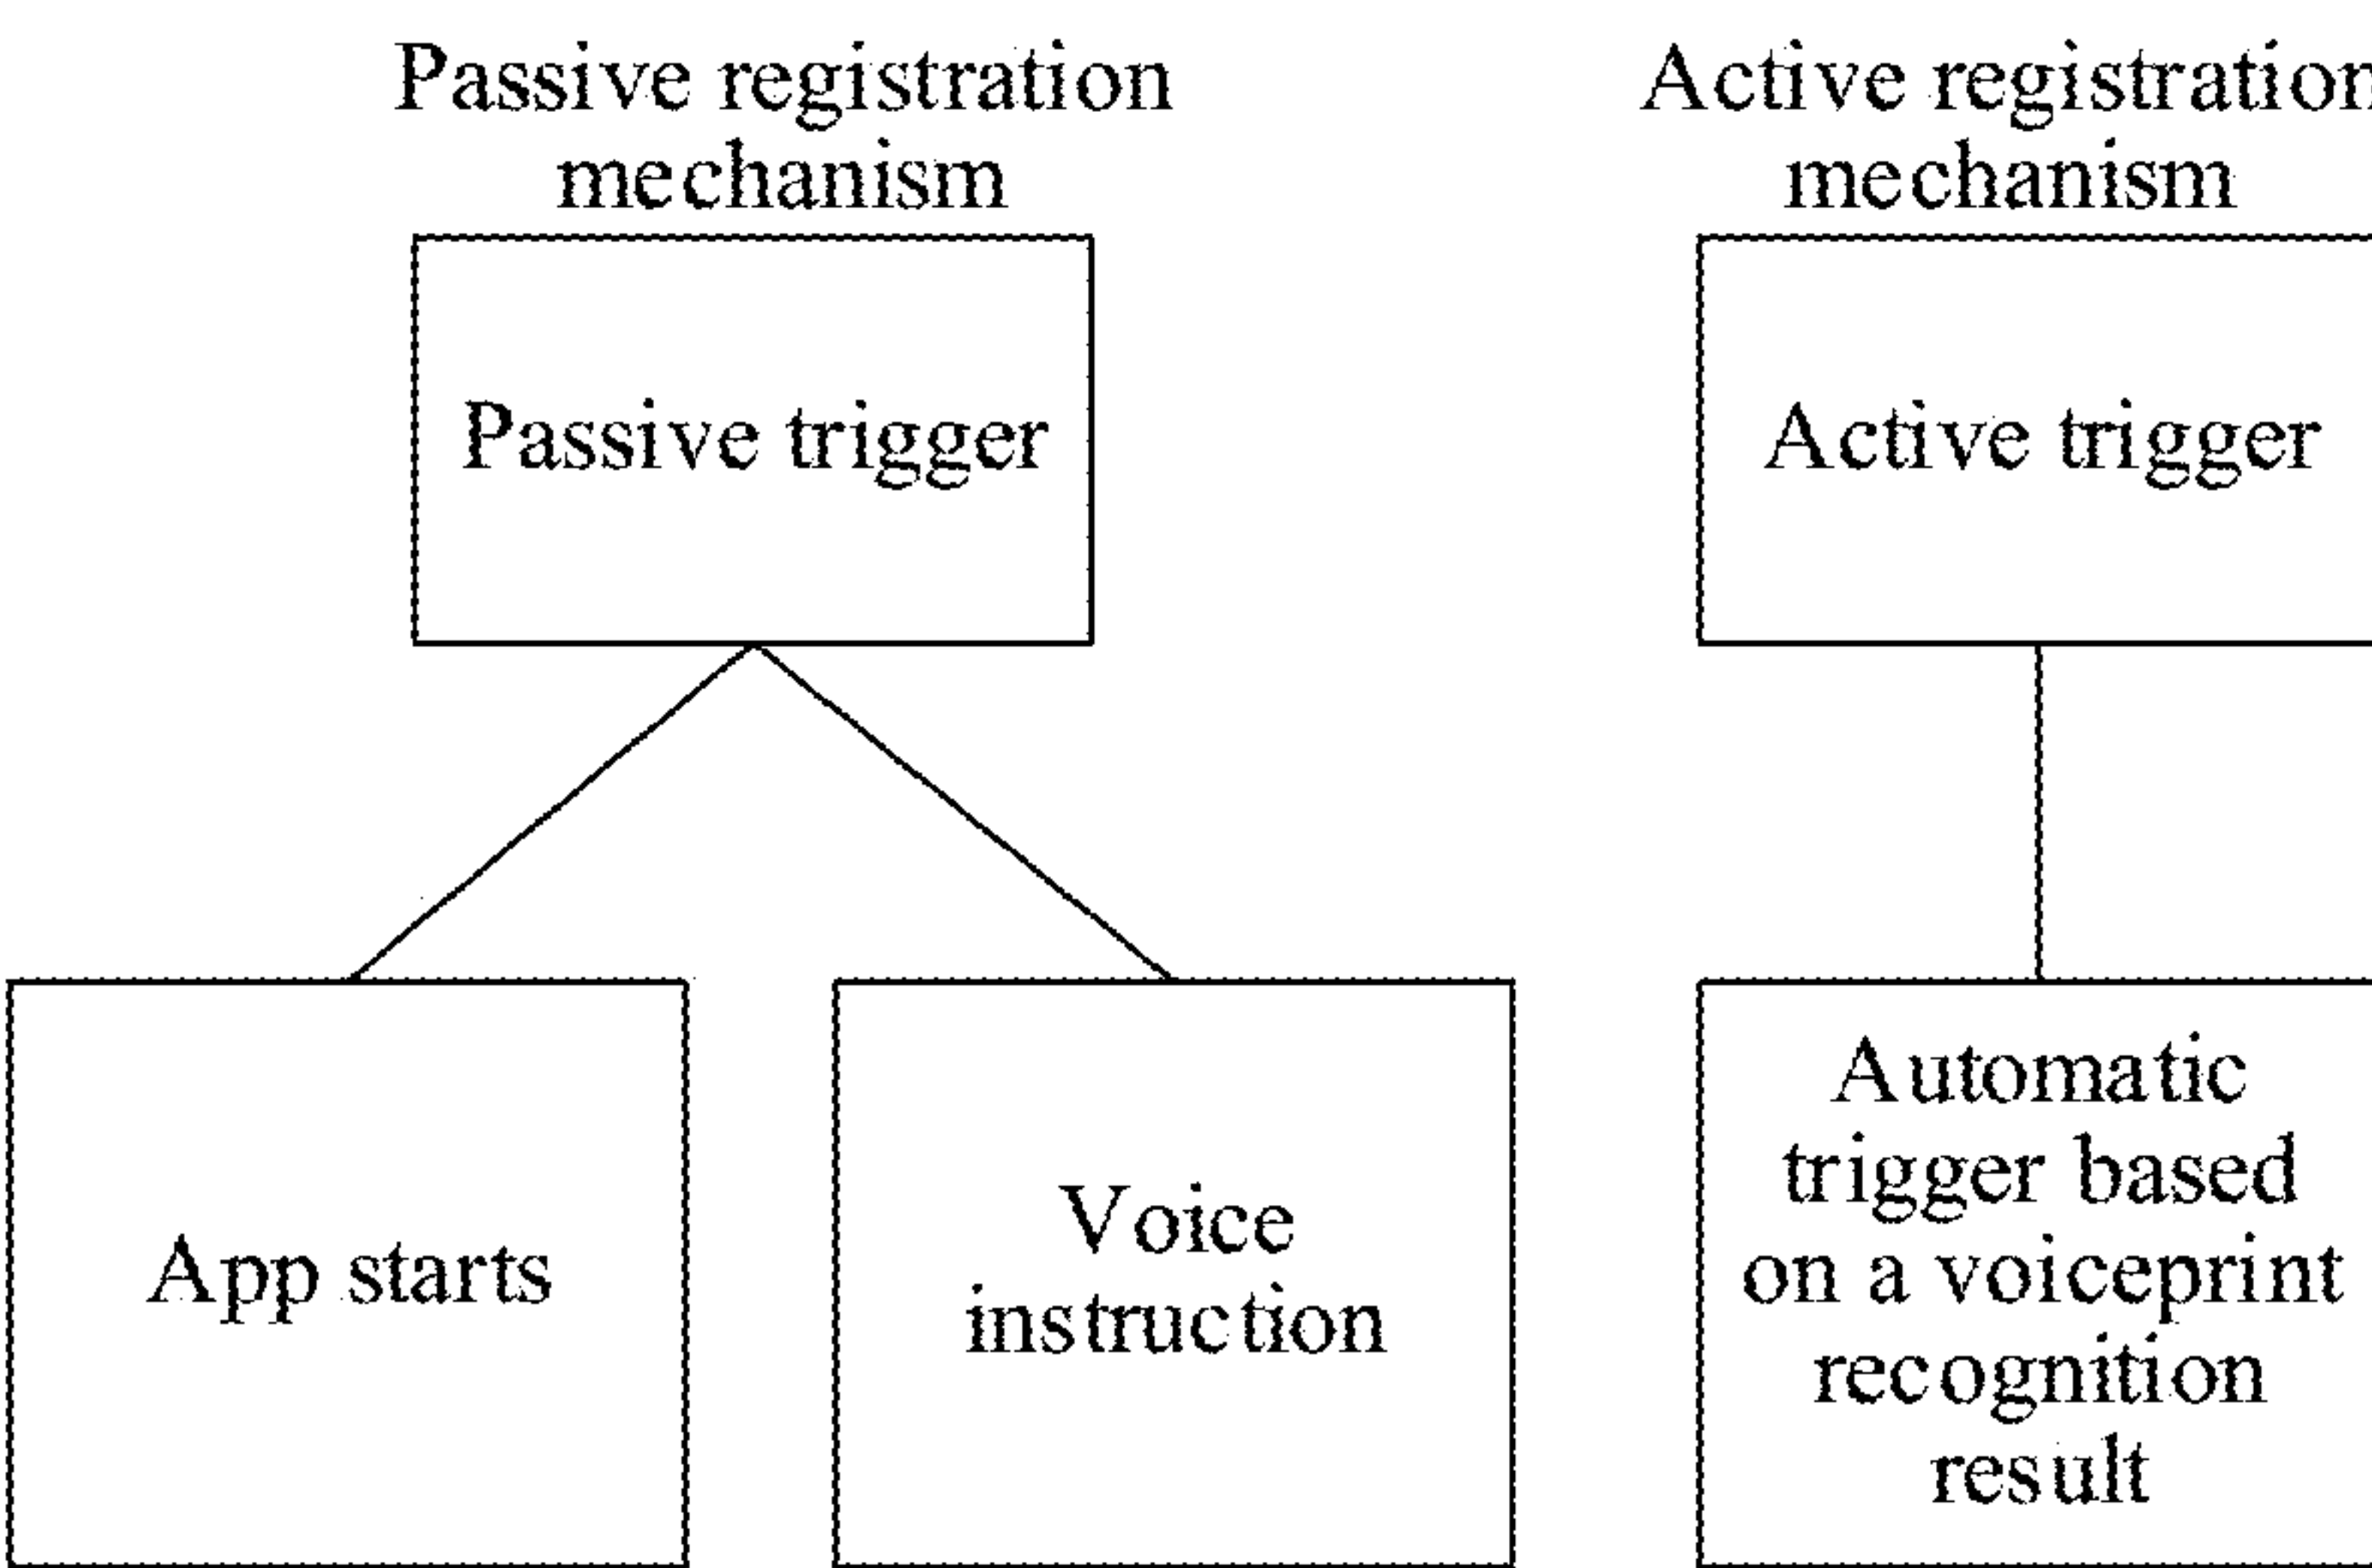 Passive registration
mechanism
Passive trigger
App starts
Voice
instruction
Active registration
mechanism
Active trigger
Automatic
trigger based
on a voiceprint
recognition
result